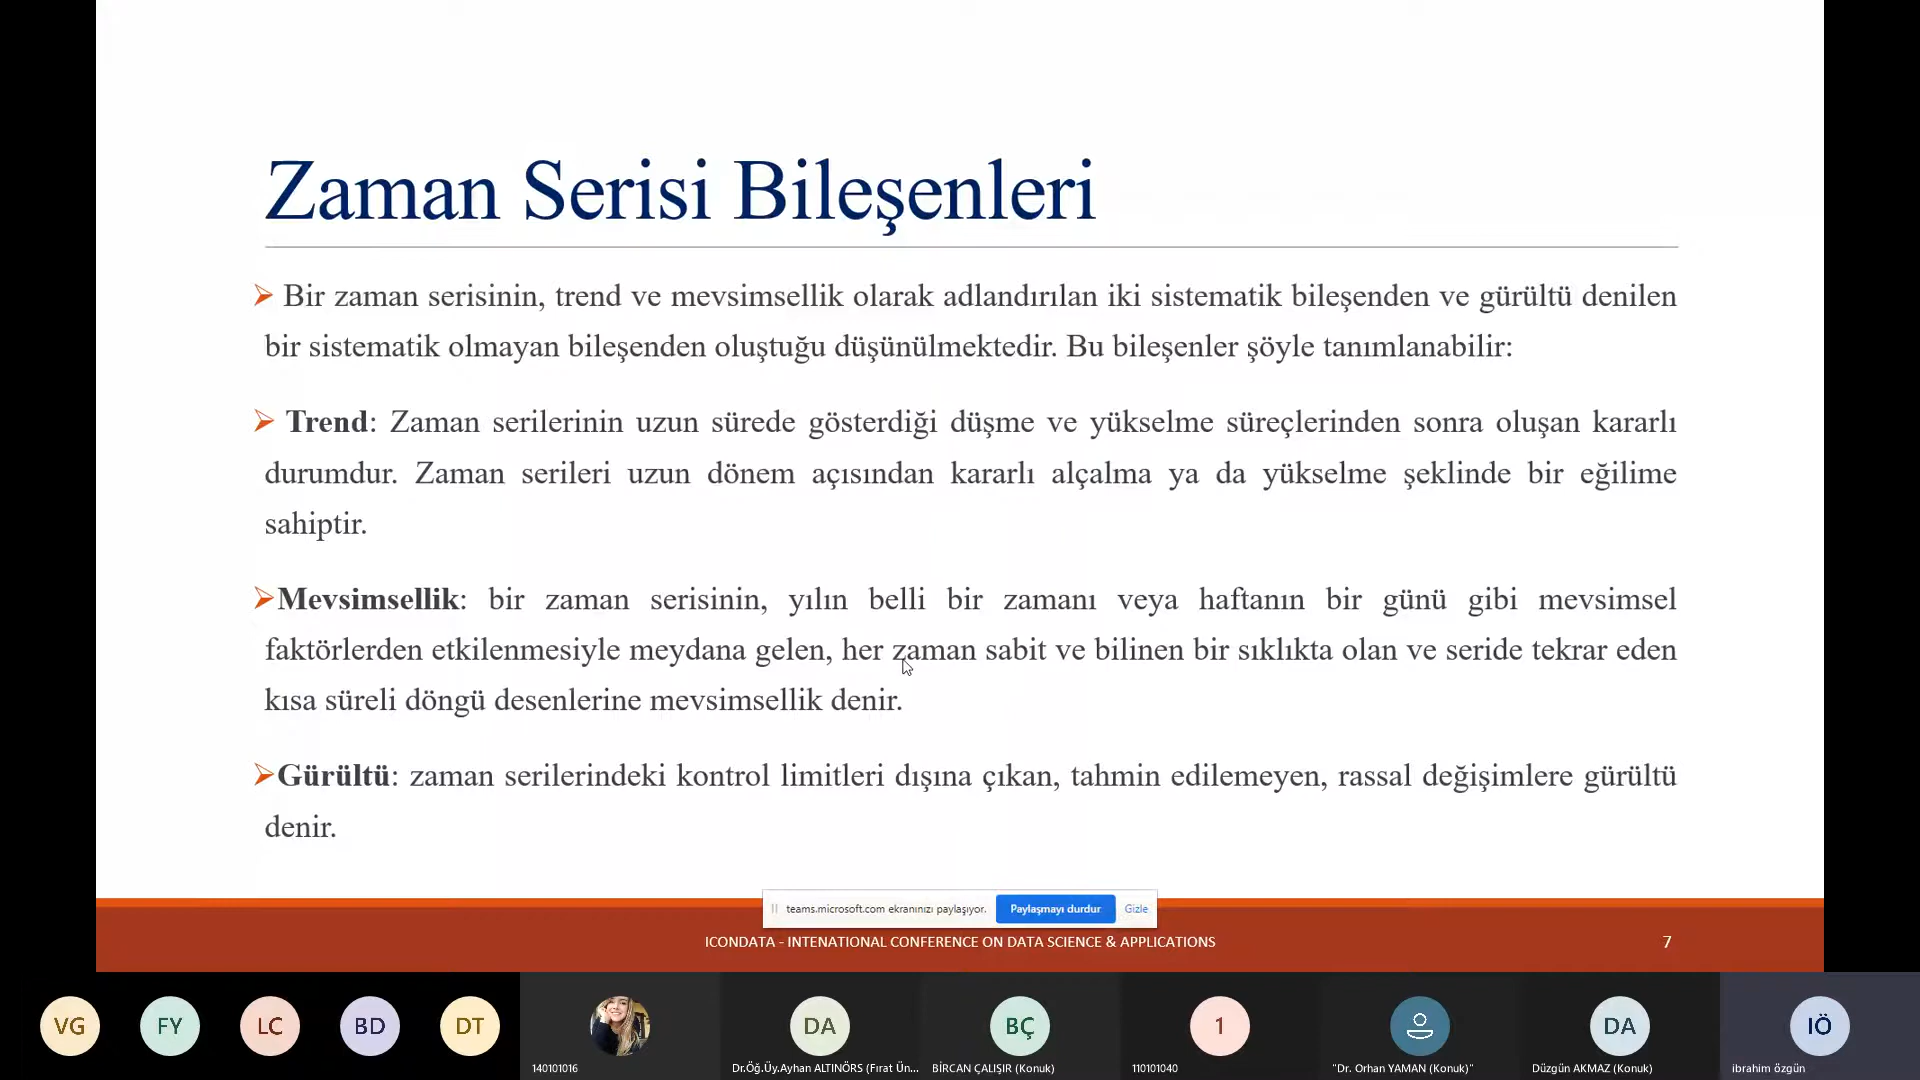 Zaman Serisi Bileşenleri
Bir zaman serisinin, trend ve mevsimsellik olarak adlandırılan iki sistematik bileşenden ve gürültü denilen
bir sistematik olmayan bileşenden oluştuğu düşünülmektedir. Bu bileşenler şöyle tanımlanabilir:
Trend: Zaman serilerinin uzun sürede gösterdiği düşme ve yükselme süreçlerinden sonra oluşan kararlı
durumdur. Zaman serileri uzun dönem açısından kararlı alçalma ya da yükselme şeklinde bir eğilime
sahiptir.
Mevsimsellik: bir zaman serisinin, yılın belli bir zamanı veya haftanın bir günü gibi mevsimsel
faktörlerden etkilenmesiyle meydana gelen, her zaman sabit ve bilinen bir sıklıkta olan ve seride tekrar eden
kısa süreli döngü desenlerine mevsimsellik denir.
Gürültü: zaman serilerindeki kontrol limitleri dışına çıkan, tahmin edilemeyen, rassal değişimlere gürültü
denir.
teams.microsoft.com ekranınızı paylaşıyor. Paylaşmayı durdur Gizle
ICONDATA - INTENATIONAL CONFERENCE ON DATA SCIENCE & APPLICATIONS 7
VG FY LC BD DT DA BÇ 1 DA IÖ
140101016 Dr.Öğ.Üy.Ayhan ALTINÖRS (Fırat Ün... BİRCAN ÇALIŞIR (Konuk) 110101040 "Dr. Orhan YAMAN (Konuk)" Düzgün AKMAZ (Konuk) ibrahim özgün